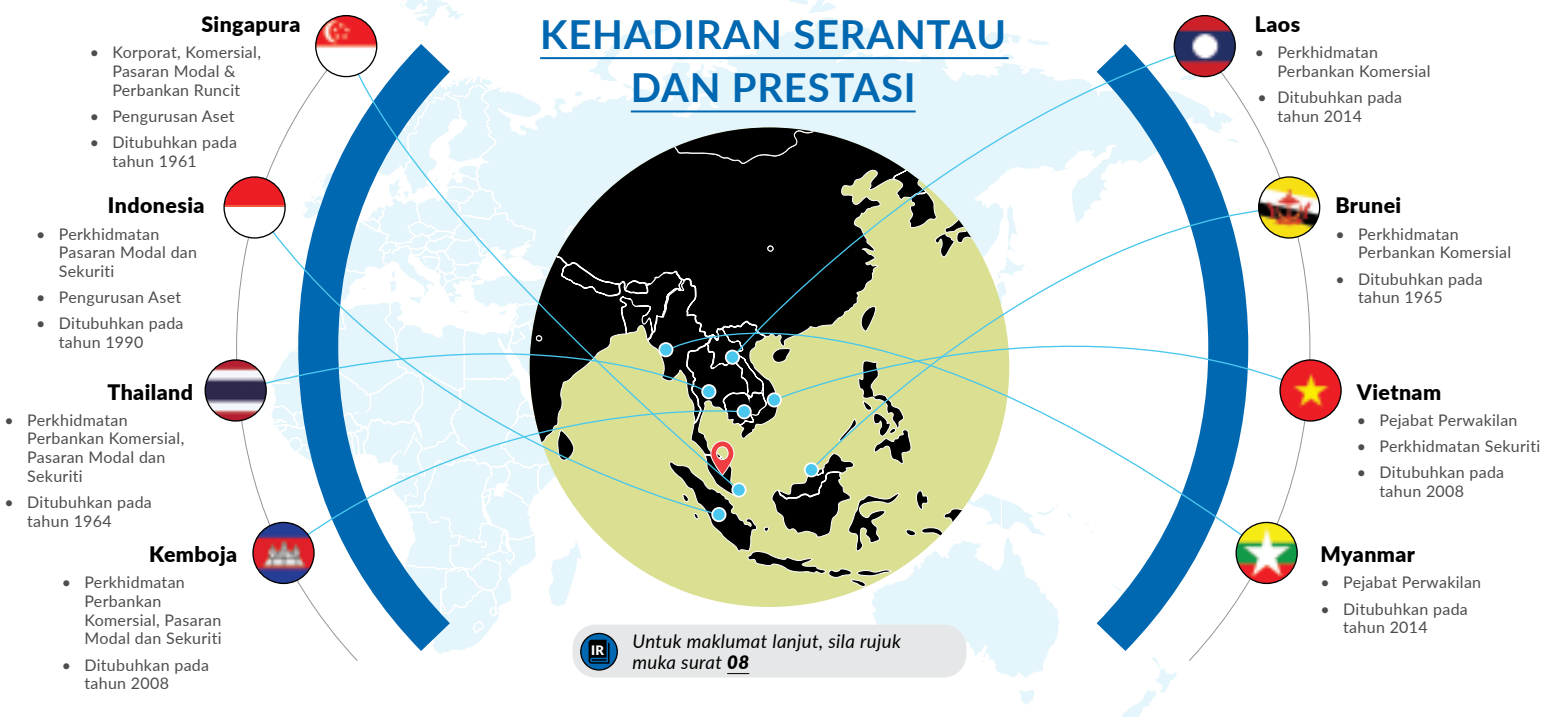 KEHADIRAN SERANTAU
DAN PRESTASI
Singapura
• Korporat, Komersial,
Pasaran Modal &
Perbankan Runcit
• Pengurusan Aset
• Ditubuhkan pada
tahun 1961
Indonesia
• Perkhidmatan
Pasaran Modal dan
Sekuriti
• Pengurusan Aset
• Ditubuhkan pada
tahun 1990
Thailand
• Perkhidmatan
Perbankan Komersial,
Pasaran Modal dan
Sekuriti
• Ditubuhkan pada
tahun 1964
Kemboja
• Perkhidmatan
Perbankan
Komersial, Pasaran
Modal dan Sekuriti
• Ditubuhkan pada
tahun 2008
Laos
• Perkhidmatan
Perbankan Komersial
• Ditubuhkan pada
tahun 2014
Brunei
• Perkhidmatan
Perbankan Komersial
• Ditubuhkan pada
tahun 1965
Vietnam
• Pejabat Perwakilan
• Perkhidmatan Sekuriti
• Ditubuhkan pada
tahun 2008
Myanmar
• Pejabat Perwakilan
• Ditubuhkan pada
tahun 2014
IR
Untuk maklumat lanjut, sila rujuk
muka surat 08